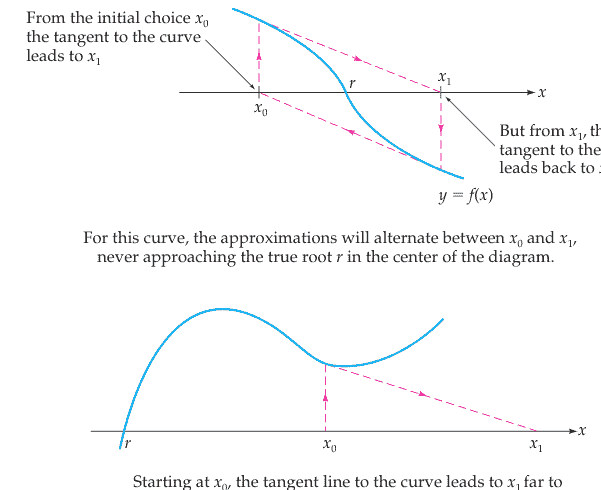 From the initial choice x₀
the tangent to the curve
leads to x₁
r
x₁
x
x₀
But from x₁, th
tangent to the
leads back to
y = f(x)
For this curve, the approximations will alternate between x₀ and x₁,
never approaching the true root r in the center of the diagram.
r
x₀
x₁
x
Starting at x₀, the tangent line to the curve leads to x₁ far to